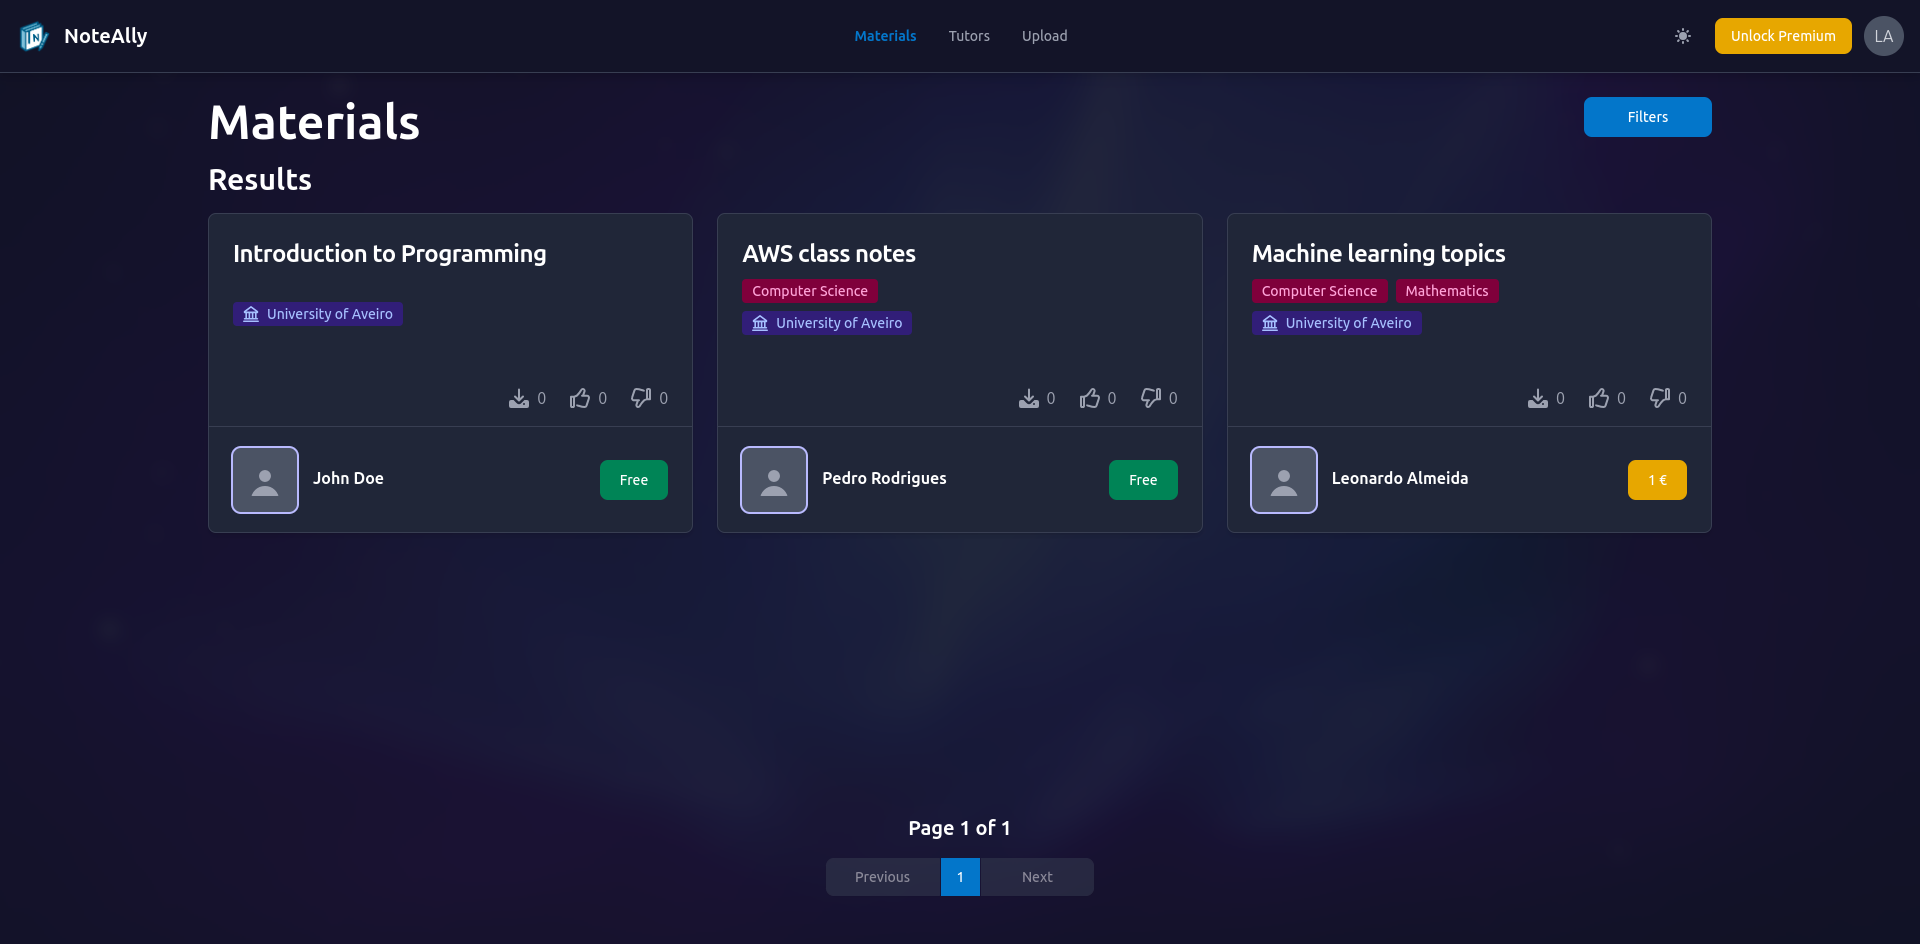 NoteAlly
Materials
Tutors
Upload
Unlock Premium
LA
Materials
Filters
Results
Introduction to Programming
University of Aveiro
0
0
0
John Doe
Free
AWS class notes
Computer Science
University of Aveiro
0
0
0
Pedro Rodrigues
Free
Machine learning topics
Computer Science
Mathematics
University of Aveiro
0
0
0
Leonardo Almeida
1 €
Page 1 of 1
Previous
1
Next